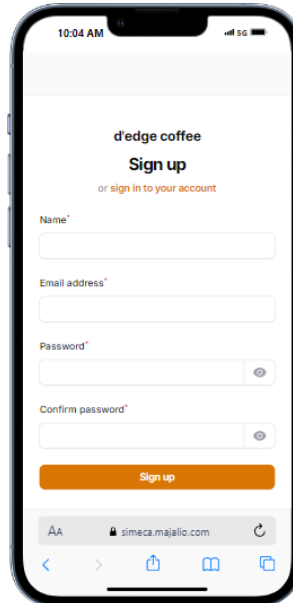 10:04 AM
5G
d'edge coffee
Sign up
or sign in to your account
Name*
Email address*
Password*
Confirm password*
Sign up
AA
simeca.majalio.com